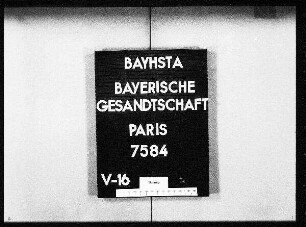 BAYHSTA
BAYERISCHE
GESANDTSCHAFT
PARIS
7584
V-16